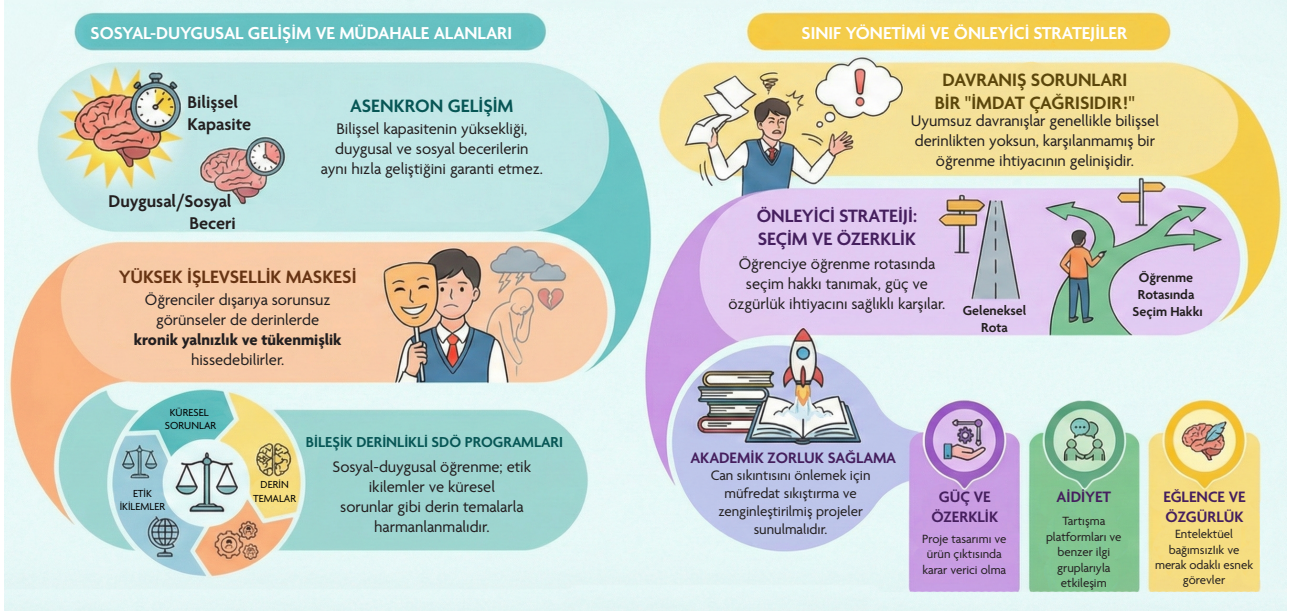 SOSYAL-DUYGUSAL GELİŞİM VE MÜDAHALE ALANLARI
Bilişsel
Kapasite
Duygusal/Sosyal
Beceri
ASENKRON GELİŞİM
Bilişsel kapasitenin yüksekliği,
duygusal ve sosyal becerilerin
aynı hızla geliştiğini garanti etmez.
YÜKSEK İŞLEVSELLİK MASKESİ
Öğrenciler dışarıya sorunsuz
görünseler de derinlerde
kronik yalnızlık ve tükenmişlik
hissedebilirler.
KÜRESEL
SORUNLAR
DERİN
TEMALAR
ETİK
İKİLEMLER
BİLEŞİK DERİNLİKLİ SDÖ PROGRAMLARI
Sosyal-duygusal öğrenme; etik
ikilemler ve küresel
sorunlar gibi derin temalarla
harmanlanmalıdır.
SINIF YÖNETİMİ VE ÖNLEYİCİ STRATEJİLER
DAVRANIŞ SORUNLARI
BİR "İMDAT ÇAĞRISIDIR!"
Uyumsuz davranışlar genellikle bilişsel
derinlikten yoksun, karşılanmamış bir
öğrenme ihtiyacının gelinişidir.
ÖNLEYİCİ STRATEİJİ:
SEÇİM VE ÖZERKLİK
Öğrenciye öğrenme rotasında
seçim hakkı tanımak, güç ve
özgürlük ihtiyacını sağlıklı karşılar.
Geleneksel
Rota
Öğrenme
Rotasında
Seçim Hakkı
AKADEMİK ZORLUK SAĞLAMA
Can sıkıntısını önlemek için
müfredat sıkıştırma ve
zenginleştirilmiş projeler
sunulmalıdır.
GÜÇ VE
ÖZERKLİK
Proje tasarımı ve
ürün çıktısında
karar verici olma
AİDİYET
Tartışma
platformları ve
benzer ilgi
gruplarıyla
etkileşim
EĞLENCE VE
ÖZGÜRLÜK
Entelektüel
bağımsızlık ve
merak odaklı esnek
görevler